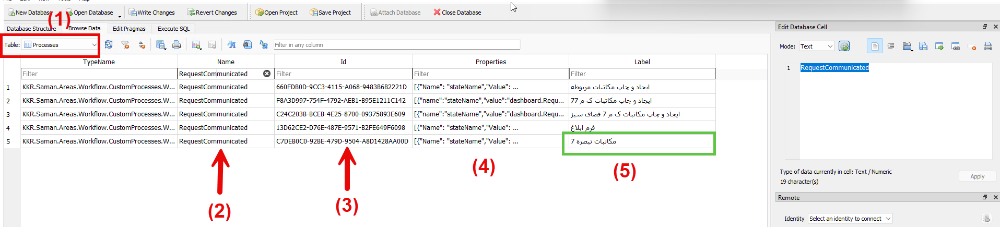 New Database Open Database Write Changes Revert Changes Open Project Save Project Attach Database Close Database
(1)
Database Structure Browse Data Edit Pragmas Execute SQL
Table: Processes Filter in any column
TypeName Name Id Properties Label
Filter RequestCommunicated Filter Filter Filter
1 KKR.Saman.Areas.Workflow.CustomProcesses.W... RequestCommunicated 660FDB0D-9CC3-4115-A068-9483B6B2221D [{"Name": "stateName","Value": ... ایجاد و چاپ مکاتبات مربوطه
2 KKR.Saman.Areas.Workflow.CustomProcesses.W... RequestCommunicated F8A3D997-754F-4792-AEB1-B95E1211C142 [{"name":"stateName","value":"dashboard.Requ... ایجاد و چاپ مکاتبات ک م 77
3 KKR.Saman.Areas.Workflow.CustomProcesses.W... RequestCommunicated C24C203B-BCEB-4E25-8700-09375893E609 [{"name":"stateName","value":"dashboard.Requ... ایجاد و چاپ مکاتبات ک م 7 فضای سبز
4 KKR.Saman.Areas.Workflow.CustomProcesses.W... RequestCommunicated 13D62CE2-D76E-487E-9571-B2FE649F6098 [{"Name": "stateName","Value": ... فرم ابلاغ
5 KKR.Saman.Areas.Workflow.CustomProcesses.W... RequestCommunicated C7DEB0C0-92BE-479D-9504-A8D1428AA00D [{"Name": "stateName","Value": ... مکاتبات تبصره 7
(2)
(3)
(4)
(5)
Edit Database Cell
Mode: Text
1 RequestCommunicated
Type of data currently in cell: Text / Numeric
19 character(s)
Apply
Remote
Identity Select an identity to connect